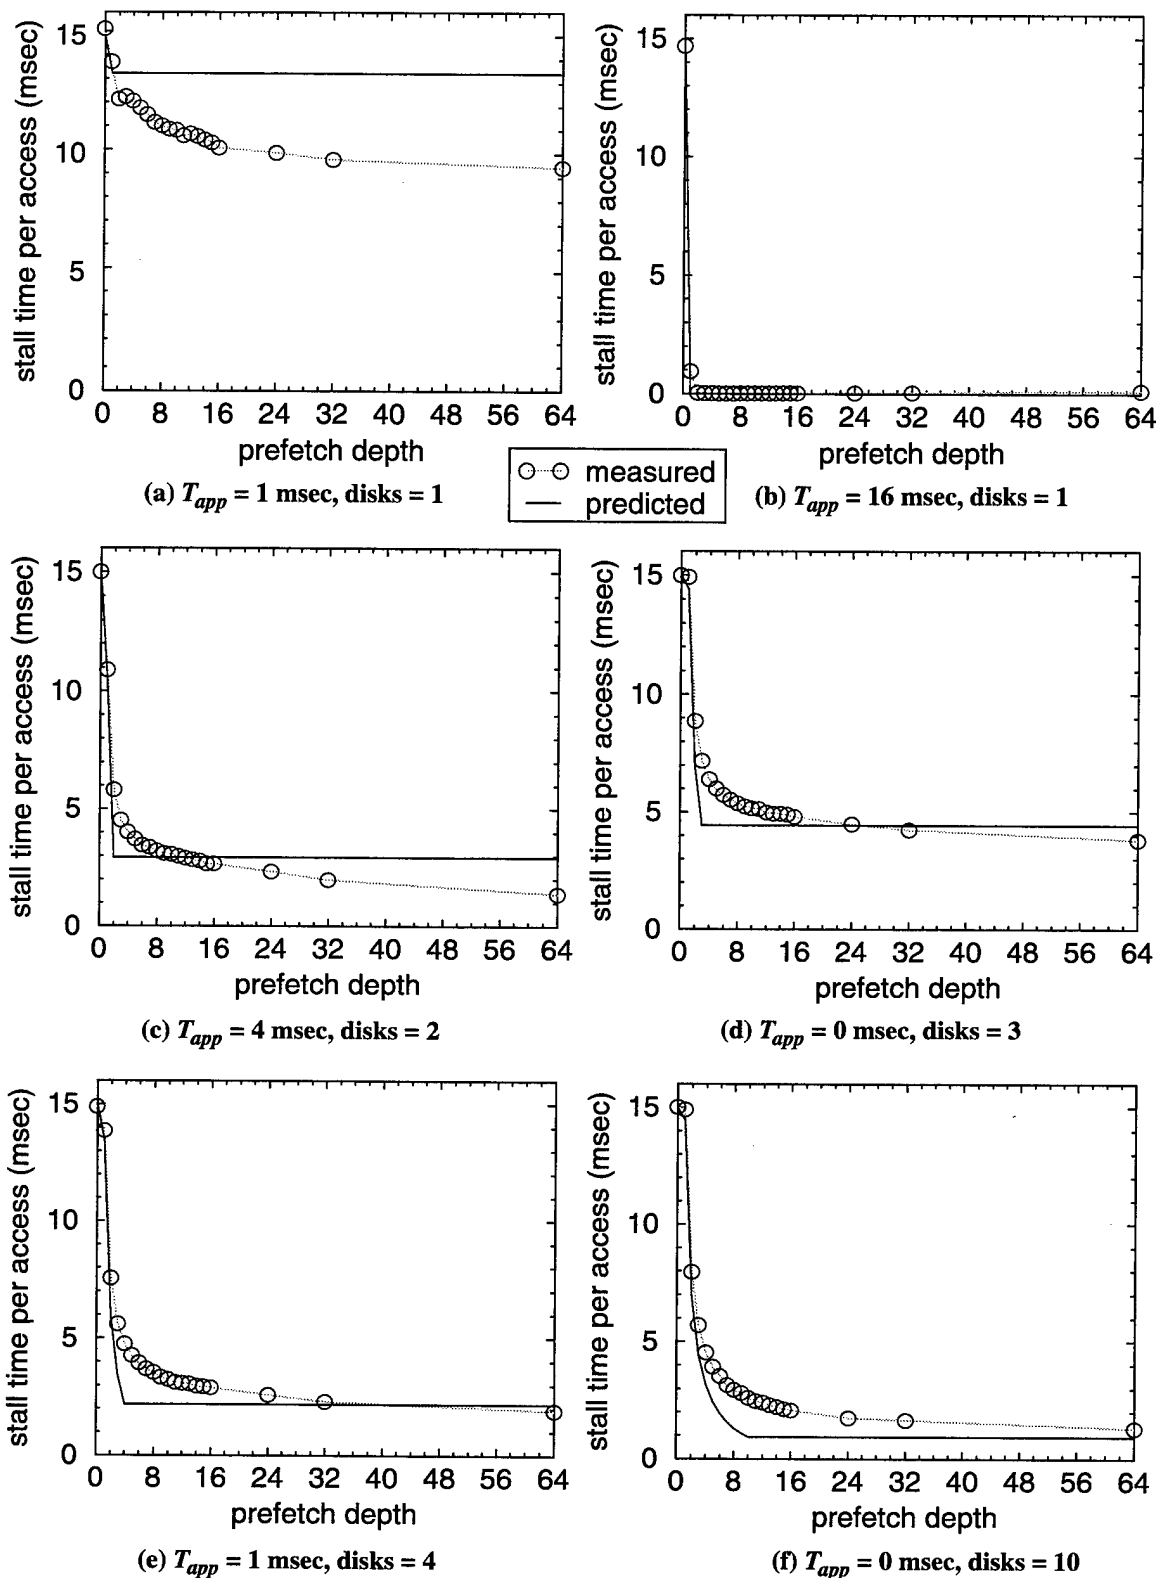 stall time per access (msec)
15
10
5
0
0 8 16 24 32 40 48 56 64
prefetch depth
(a) Tapp = 1 msec, disks = 1
stall time per access (msec)
15
10
5
0
0 8 16 24 32 40 48 56 64
prefetch depth
(b) Tapp = 16 msec, disks = 1
measured
predicted
stall time per access (msec)
15
10
5
0
0 8 16 24 32 40 48 56 64
prefetch depth
(c) Tapp = 4 msec, disks = 2
stall time per access (msec)
15
10
5
0
0 8 16 24 32 40 48 56 64
prefetch depth
(d) Tapp = 0 msec, disks = 3
stall time per access (msec)
15
10
5
0
0 8 16 24 32 40 48 56 64
prefetch depth
(e) Tapp = 1 msec, disks = 4
stall time per access (msec)
15
10
5
0
0 8 16 24 32 40 48 56 64
prefetch depth
(f) Tapp = 0 msec, disks = 10